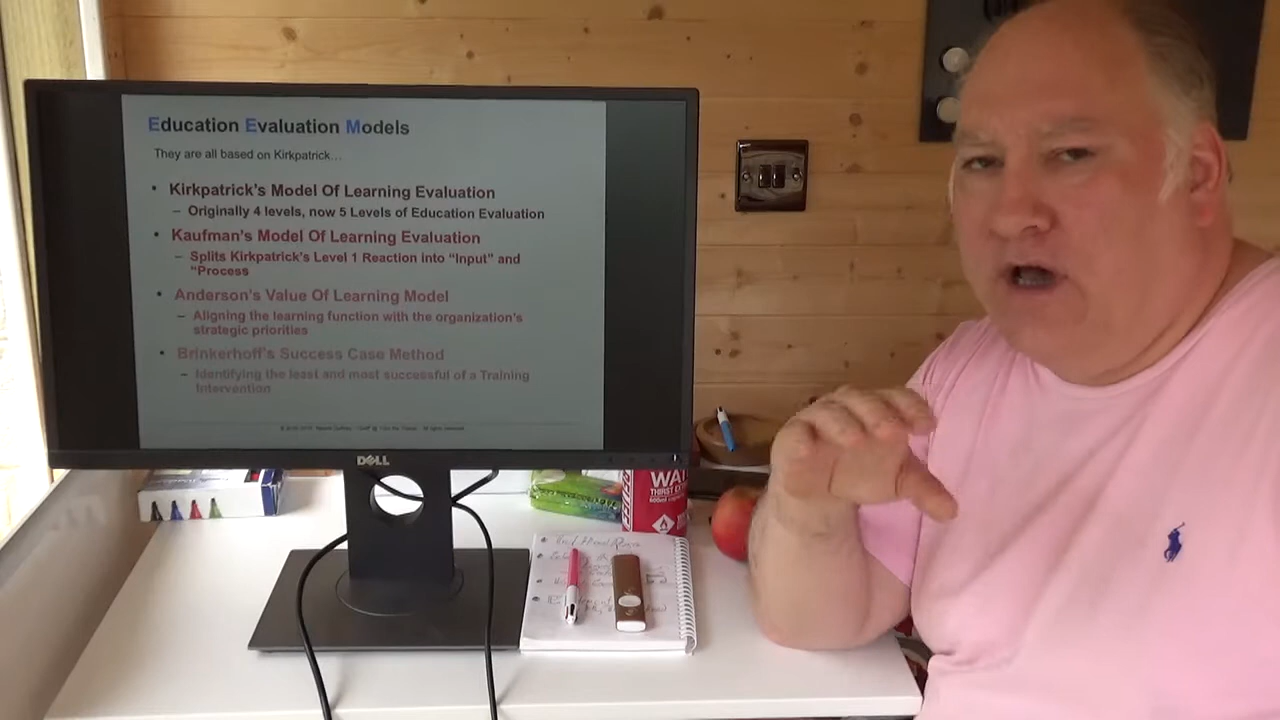 Education Evaluation Models
They are all based on Kirkpatrick…
• Kirkpatrick's Model Of Learning Evaluation
– Originally 4 levels, now 5 Levels of Education Evaluation
• Kaufman's Model Of Learning Evaluation
– Splits Kirkpatrick's Level 1 Reaction into “Input” and
“Process
• Anderson's Value Of Learning Model
– Aligning the learning function with the organization's
strategic priorities
• Brinkerhoff's Success Case Method
– Identifying the least and most successful of a Training
Intervention
DELL
WAT
THIRST EX